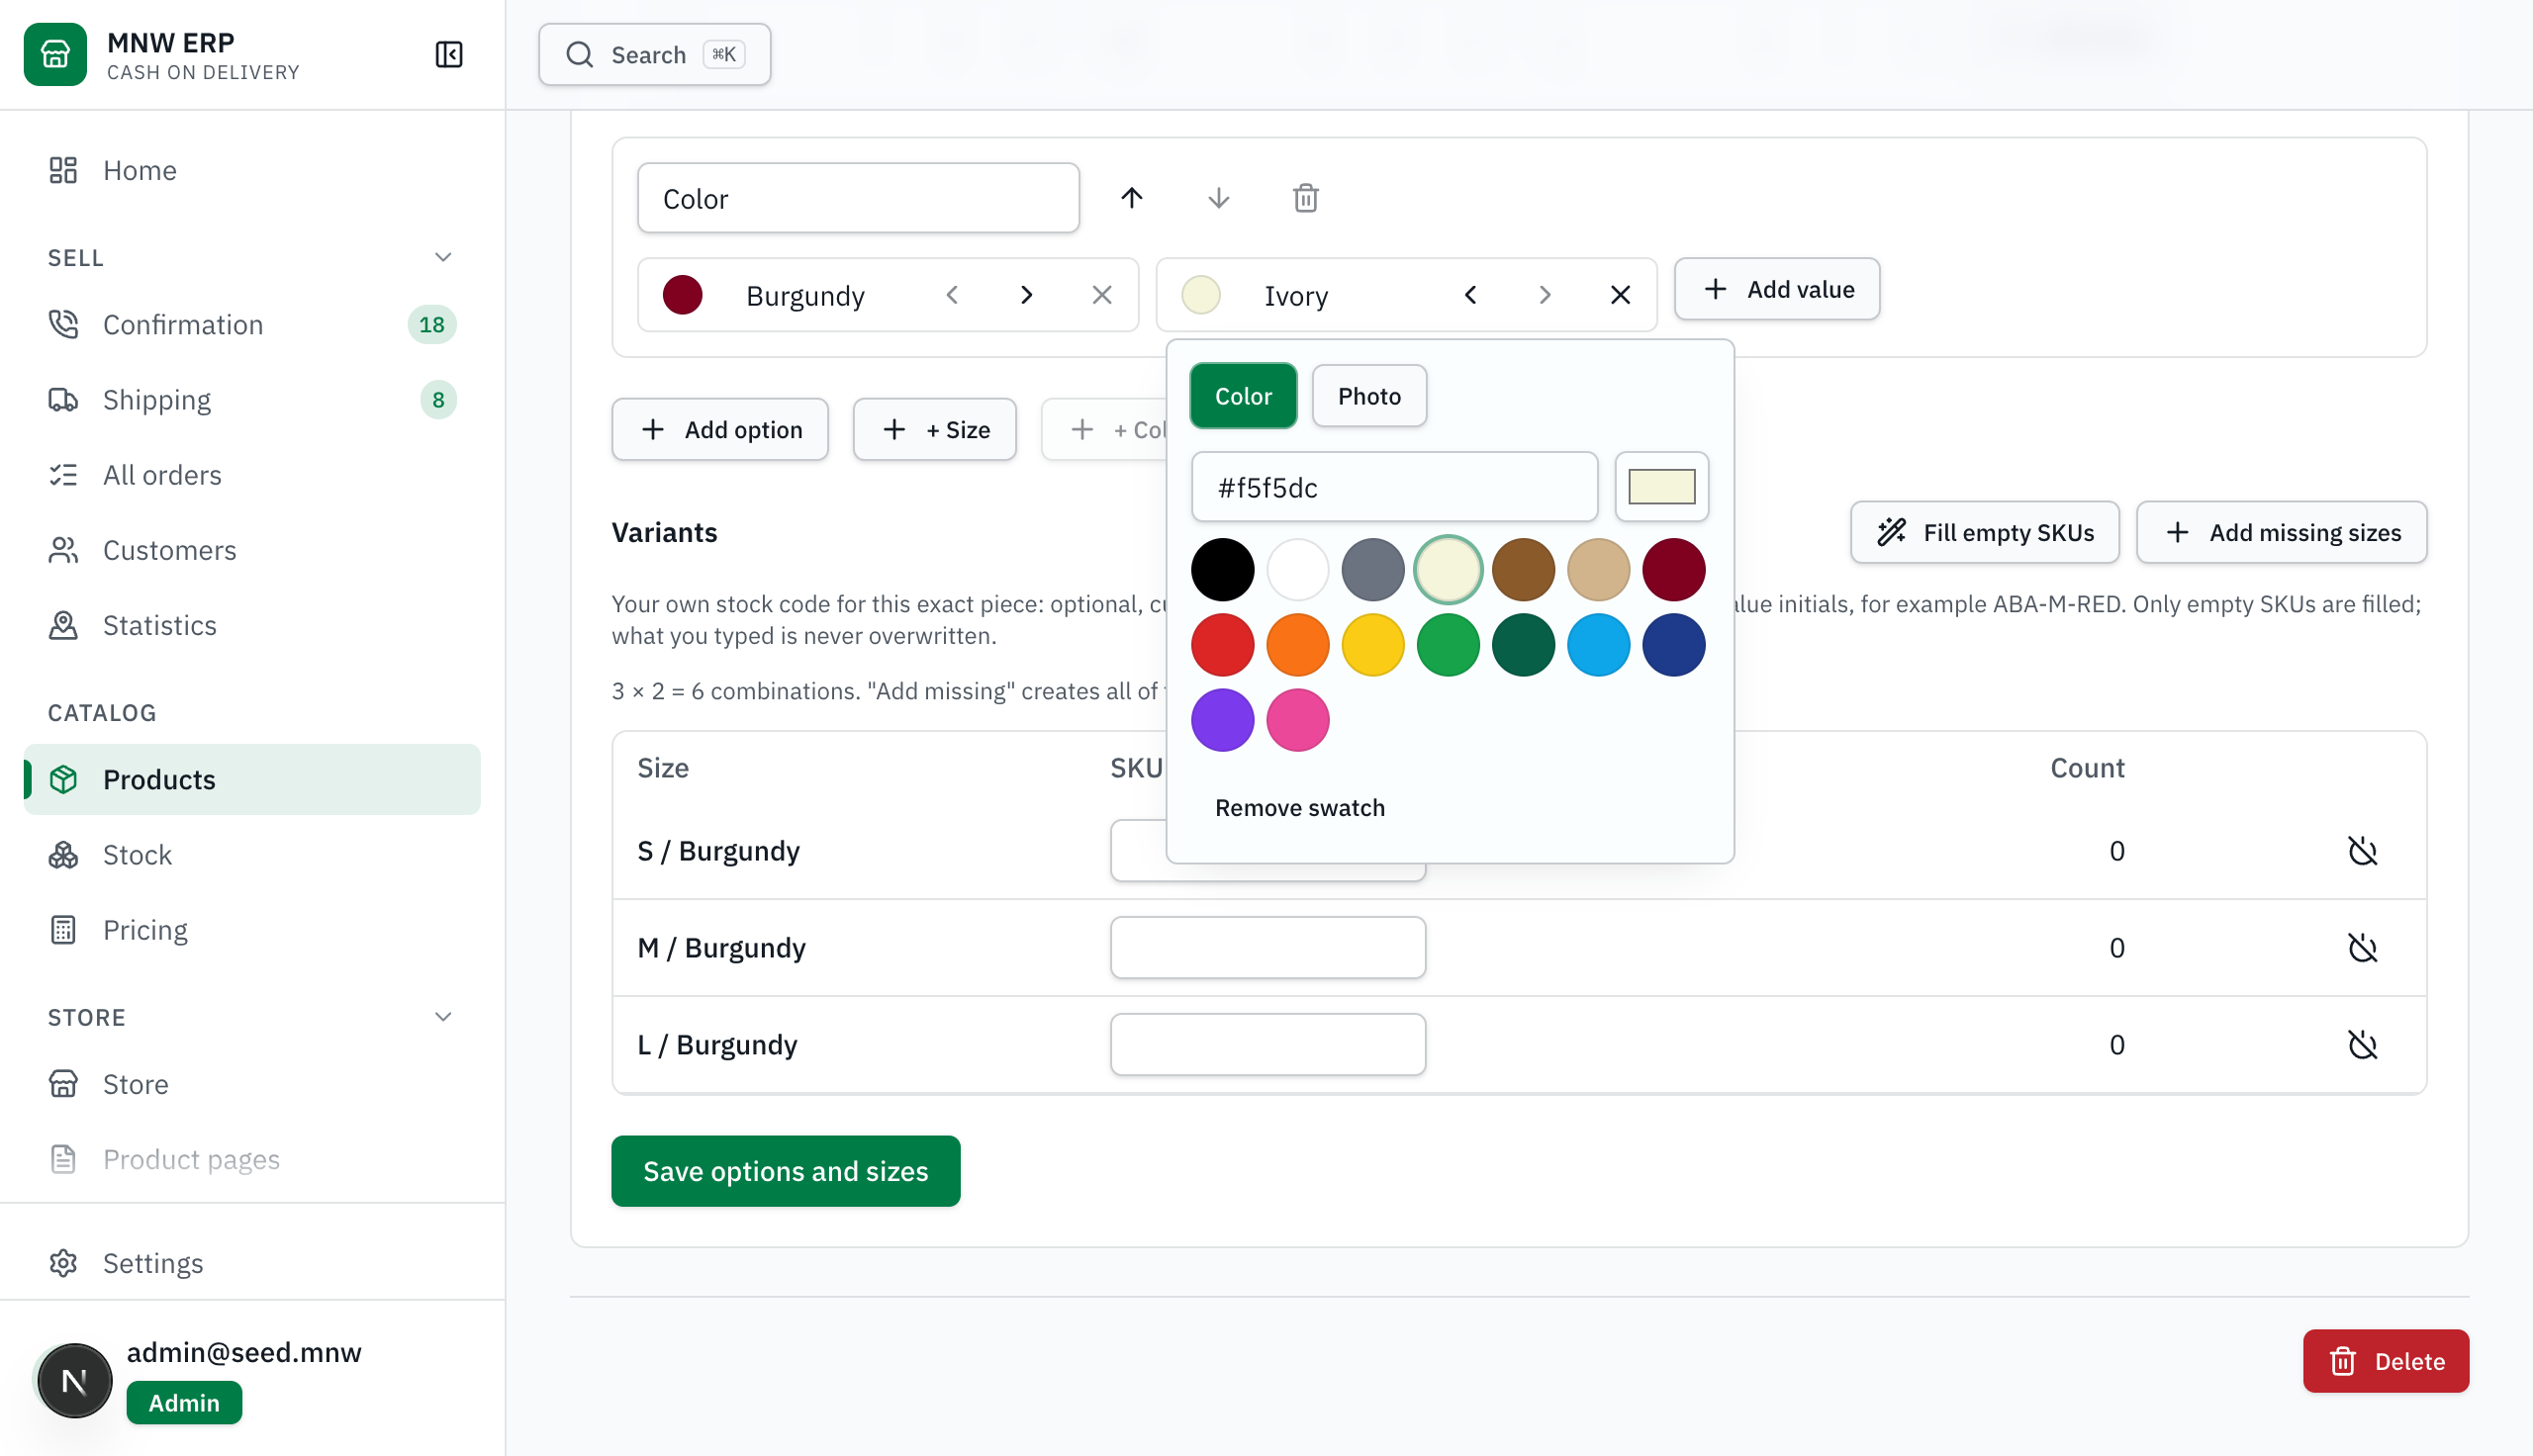 MNW ERP
CASH ON DELIVERY
Search ⌘K
Home
SELL
Confirmation 18
Shipping 8
All orders
Customers
Statistics
CATALOG
Products
Stock
Pricing
STORE
Store
Product pages
Settings
admin@seed.mnw
N
Admin
Color
Burgundy
Ivory
+ Add value
+ Add option
+ + Size
+ + Col
Color
Photo
#f5f5dc
Remove swatch
Variants
Fill empty SKUs
+ Add missing sizes
Your own stock code for this exact piece: optional, initials, for example ABA-M-RED. Only empty SKUs are filled;
what you typed is never overwritten.
3 × 2 = 6 combinations. "Add missing" creates all of
Size SKU Count
S / Burgundy 0
M / Burgundy 0
L / Burgundy 0
Save options and sizes
Delete